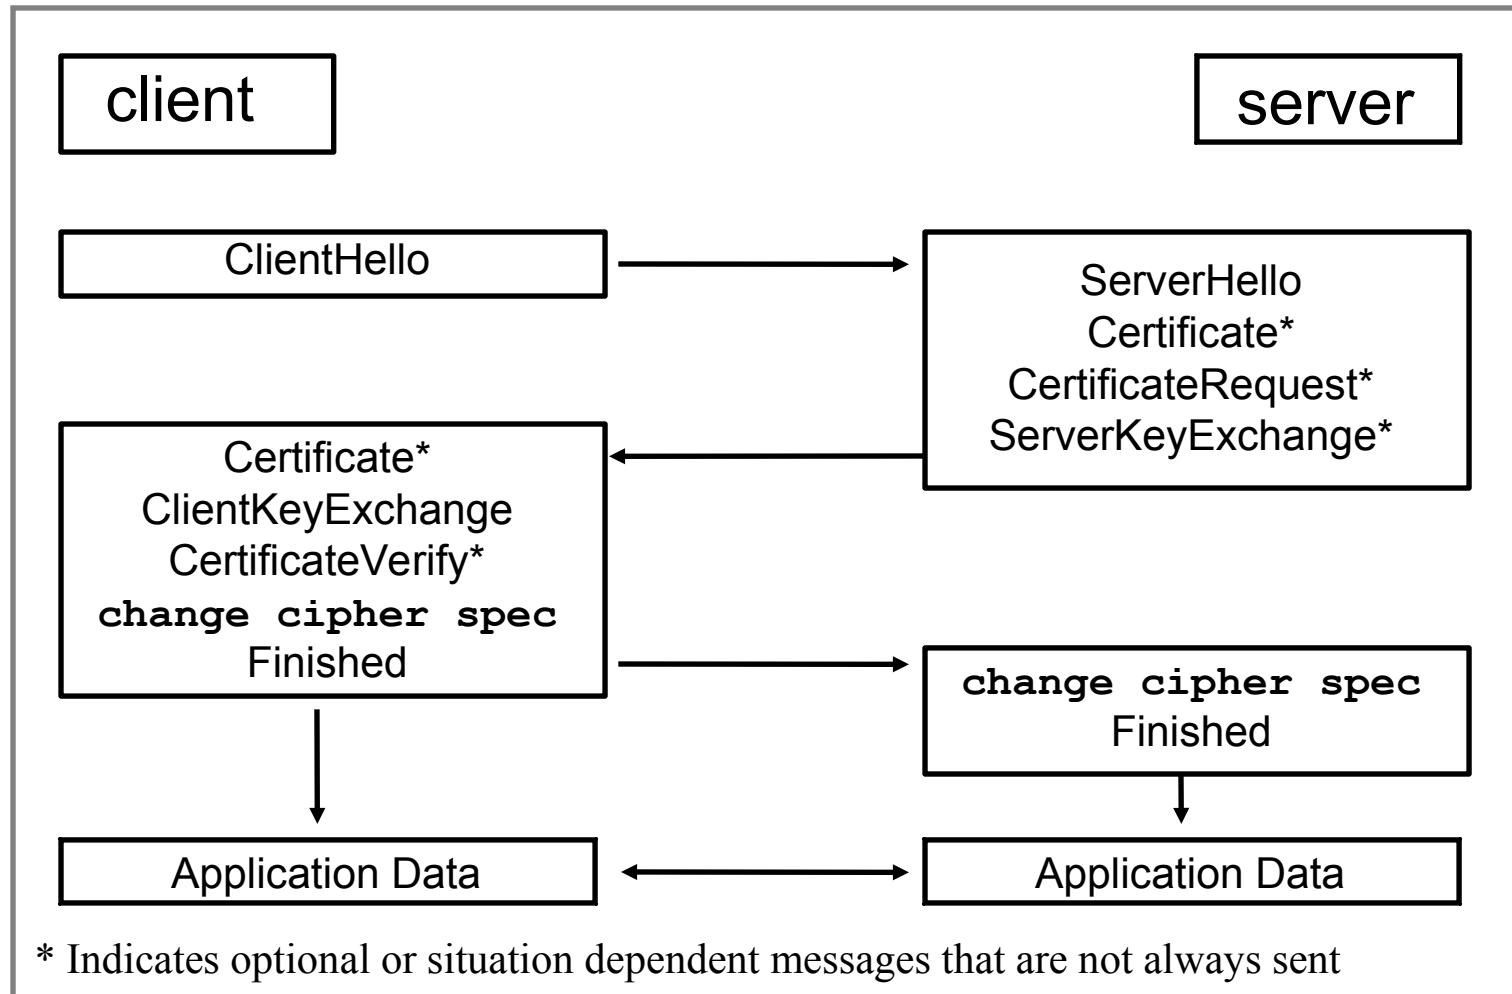 client
server
ClientHello
ServerHello
Certificate*
CertificateRequest*
ServerKeyExchange*
Certificate*
ClientKeyExchange
CertificateVerify*
change cipher spec
Finished
change cipher spec
Finished
Application Data
Application Data
* Indicates optional or situation dependent messages that are not always sent